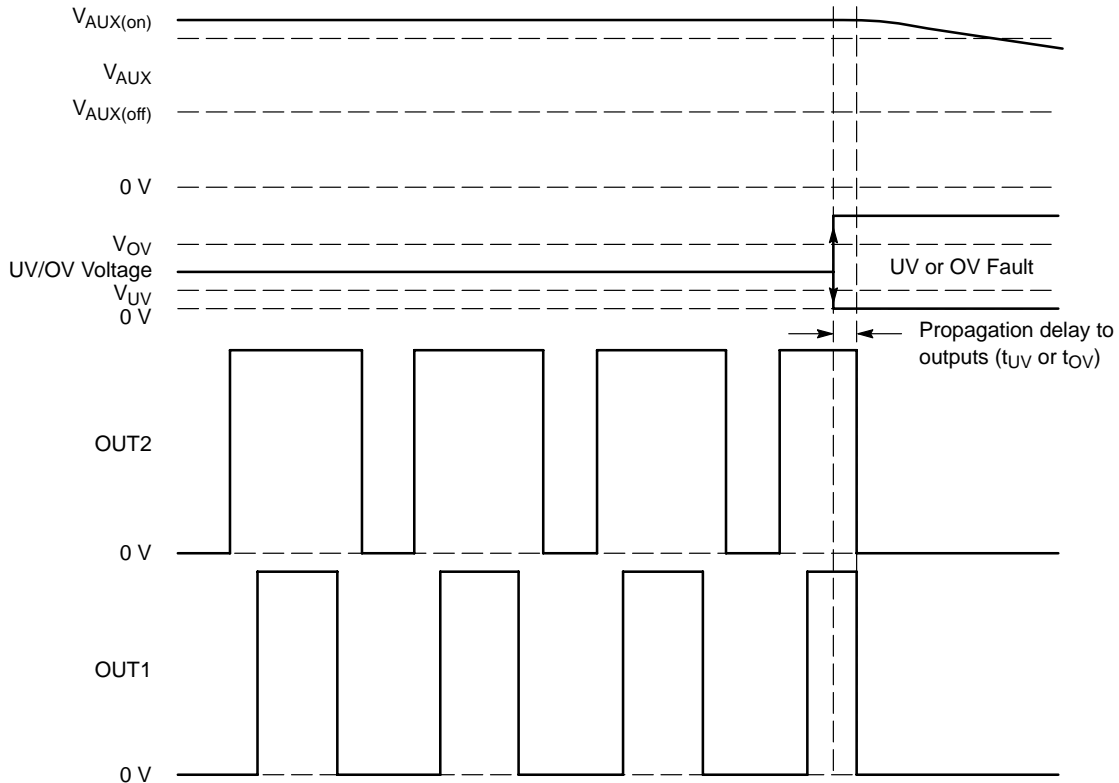 VAUX(on)
VAUX
VAUX(off)
0 V
VOV
UV/OV Voltage
UV or OV Fault
VUV
0 V
Propagation delay to
outputs (tUV or tOV)
OUT2
0 V
OUT1
0 V